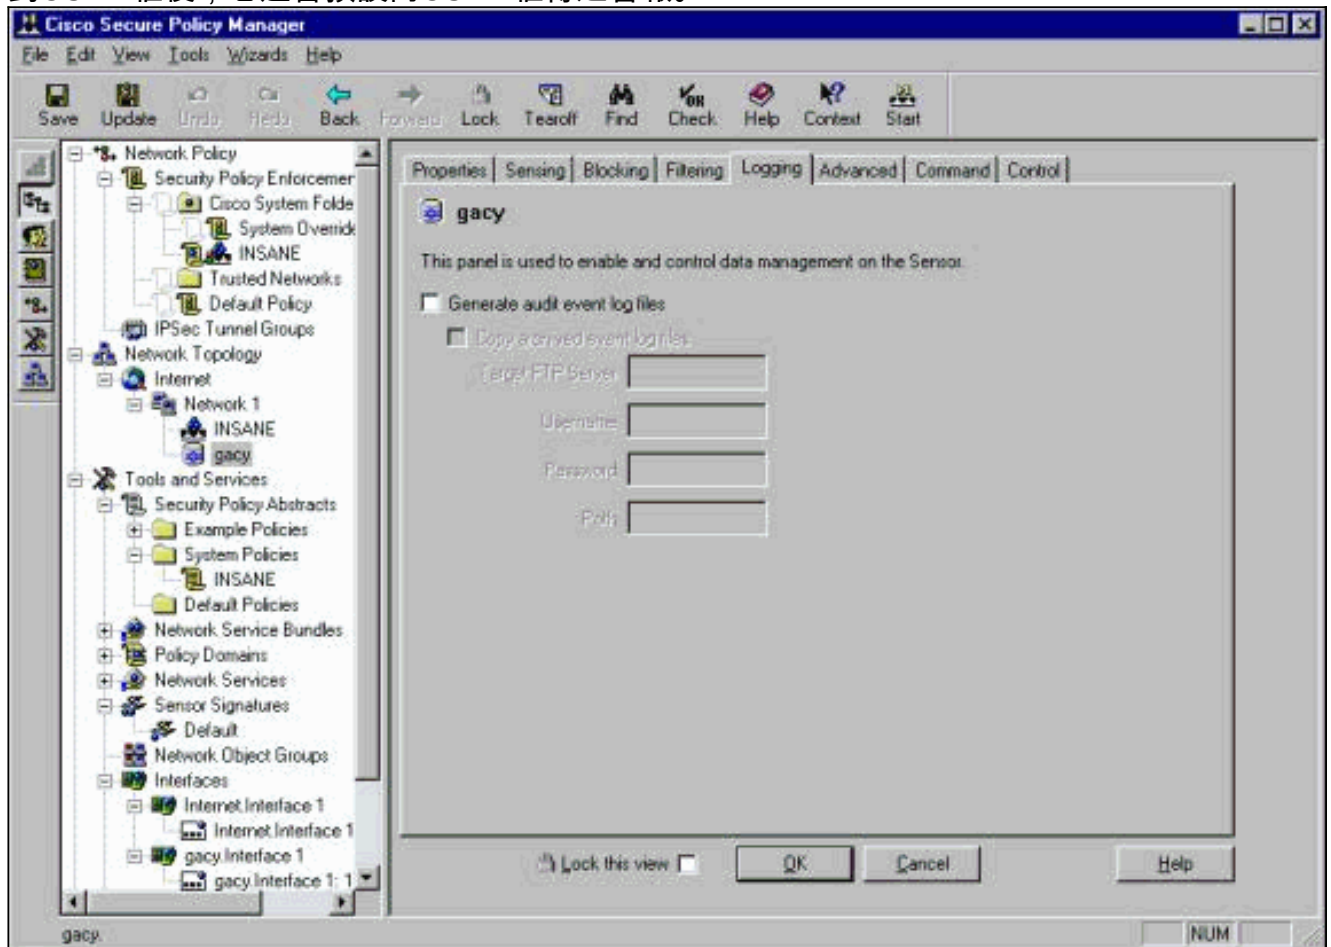 Cisco Secure Policy Manager
File Edit View Tools Wizards Help
Save Update Undo Redo Back Forward Lock Tearoff Find Check Help Context Start
Network Policy
Security Policy Enforcemer
Cisco System Folde
System Override
INSANE
Trusted Networks
Default Policy
IPSec Tunnel Groups
Network Topology
Internet
Network 1
INSANE
gacy
Tools and Services
Security Policy Abstracts
Example Policies
System Policies
INSANE
Default Policies
Network Service Bundles
Policy Domains
Network Services
Sensor Signatures
Default
Network Object Groups
Interfaces
Internet.Interface 1
Internet.Interface 1
gacy.Interface 1
gacy.Interface 1: 1
Properties Sensing Blocking Filtering Logging Advanced Command Control
gacy
This panel is used to enable and control data management on the Sensor.
Generate audit event log files
Copy archived event log files
Target FTP Server
Username
Password
Path
Lock this view
OK Cancel Help
gacy.
NUM